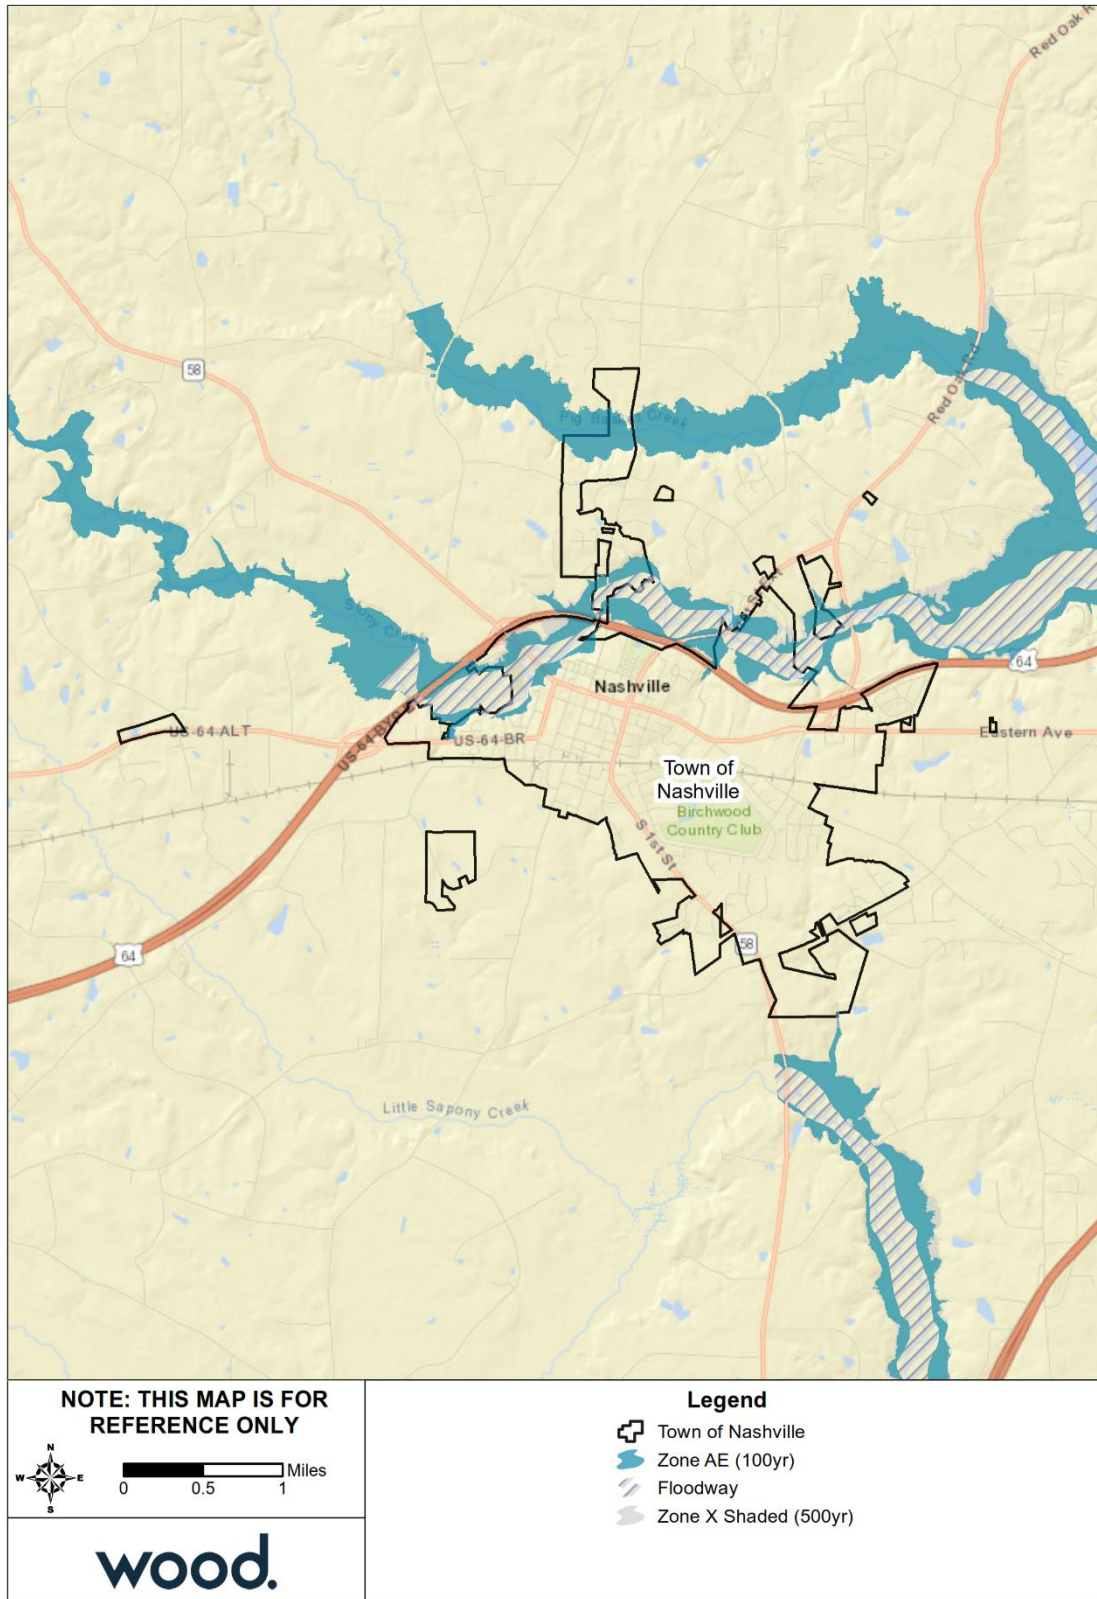 Red Oak R
58
Pig Basket Creek
Red Oak Rd
Stony Creek
64
Nashville
US-64-ALT
US-64-BYP
US-64-BR
Eastern Ave
Town of
Nashville
Birchwood
Country Club
S 1st St
58
64
Little Sapony Creek
NOTE: THIS MAP IS FOR
REFERENCE ONLY
N
W
E
S
0
0.5
1
Miles
wood.
Legend
Town of Nashville
Zone AE (100yr)
Floodway
Zone X Shaded (500yr)